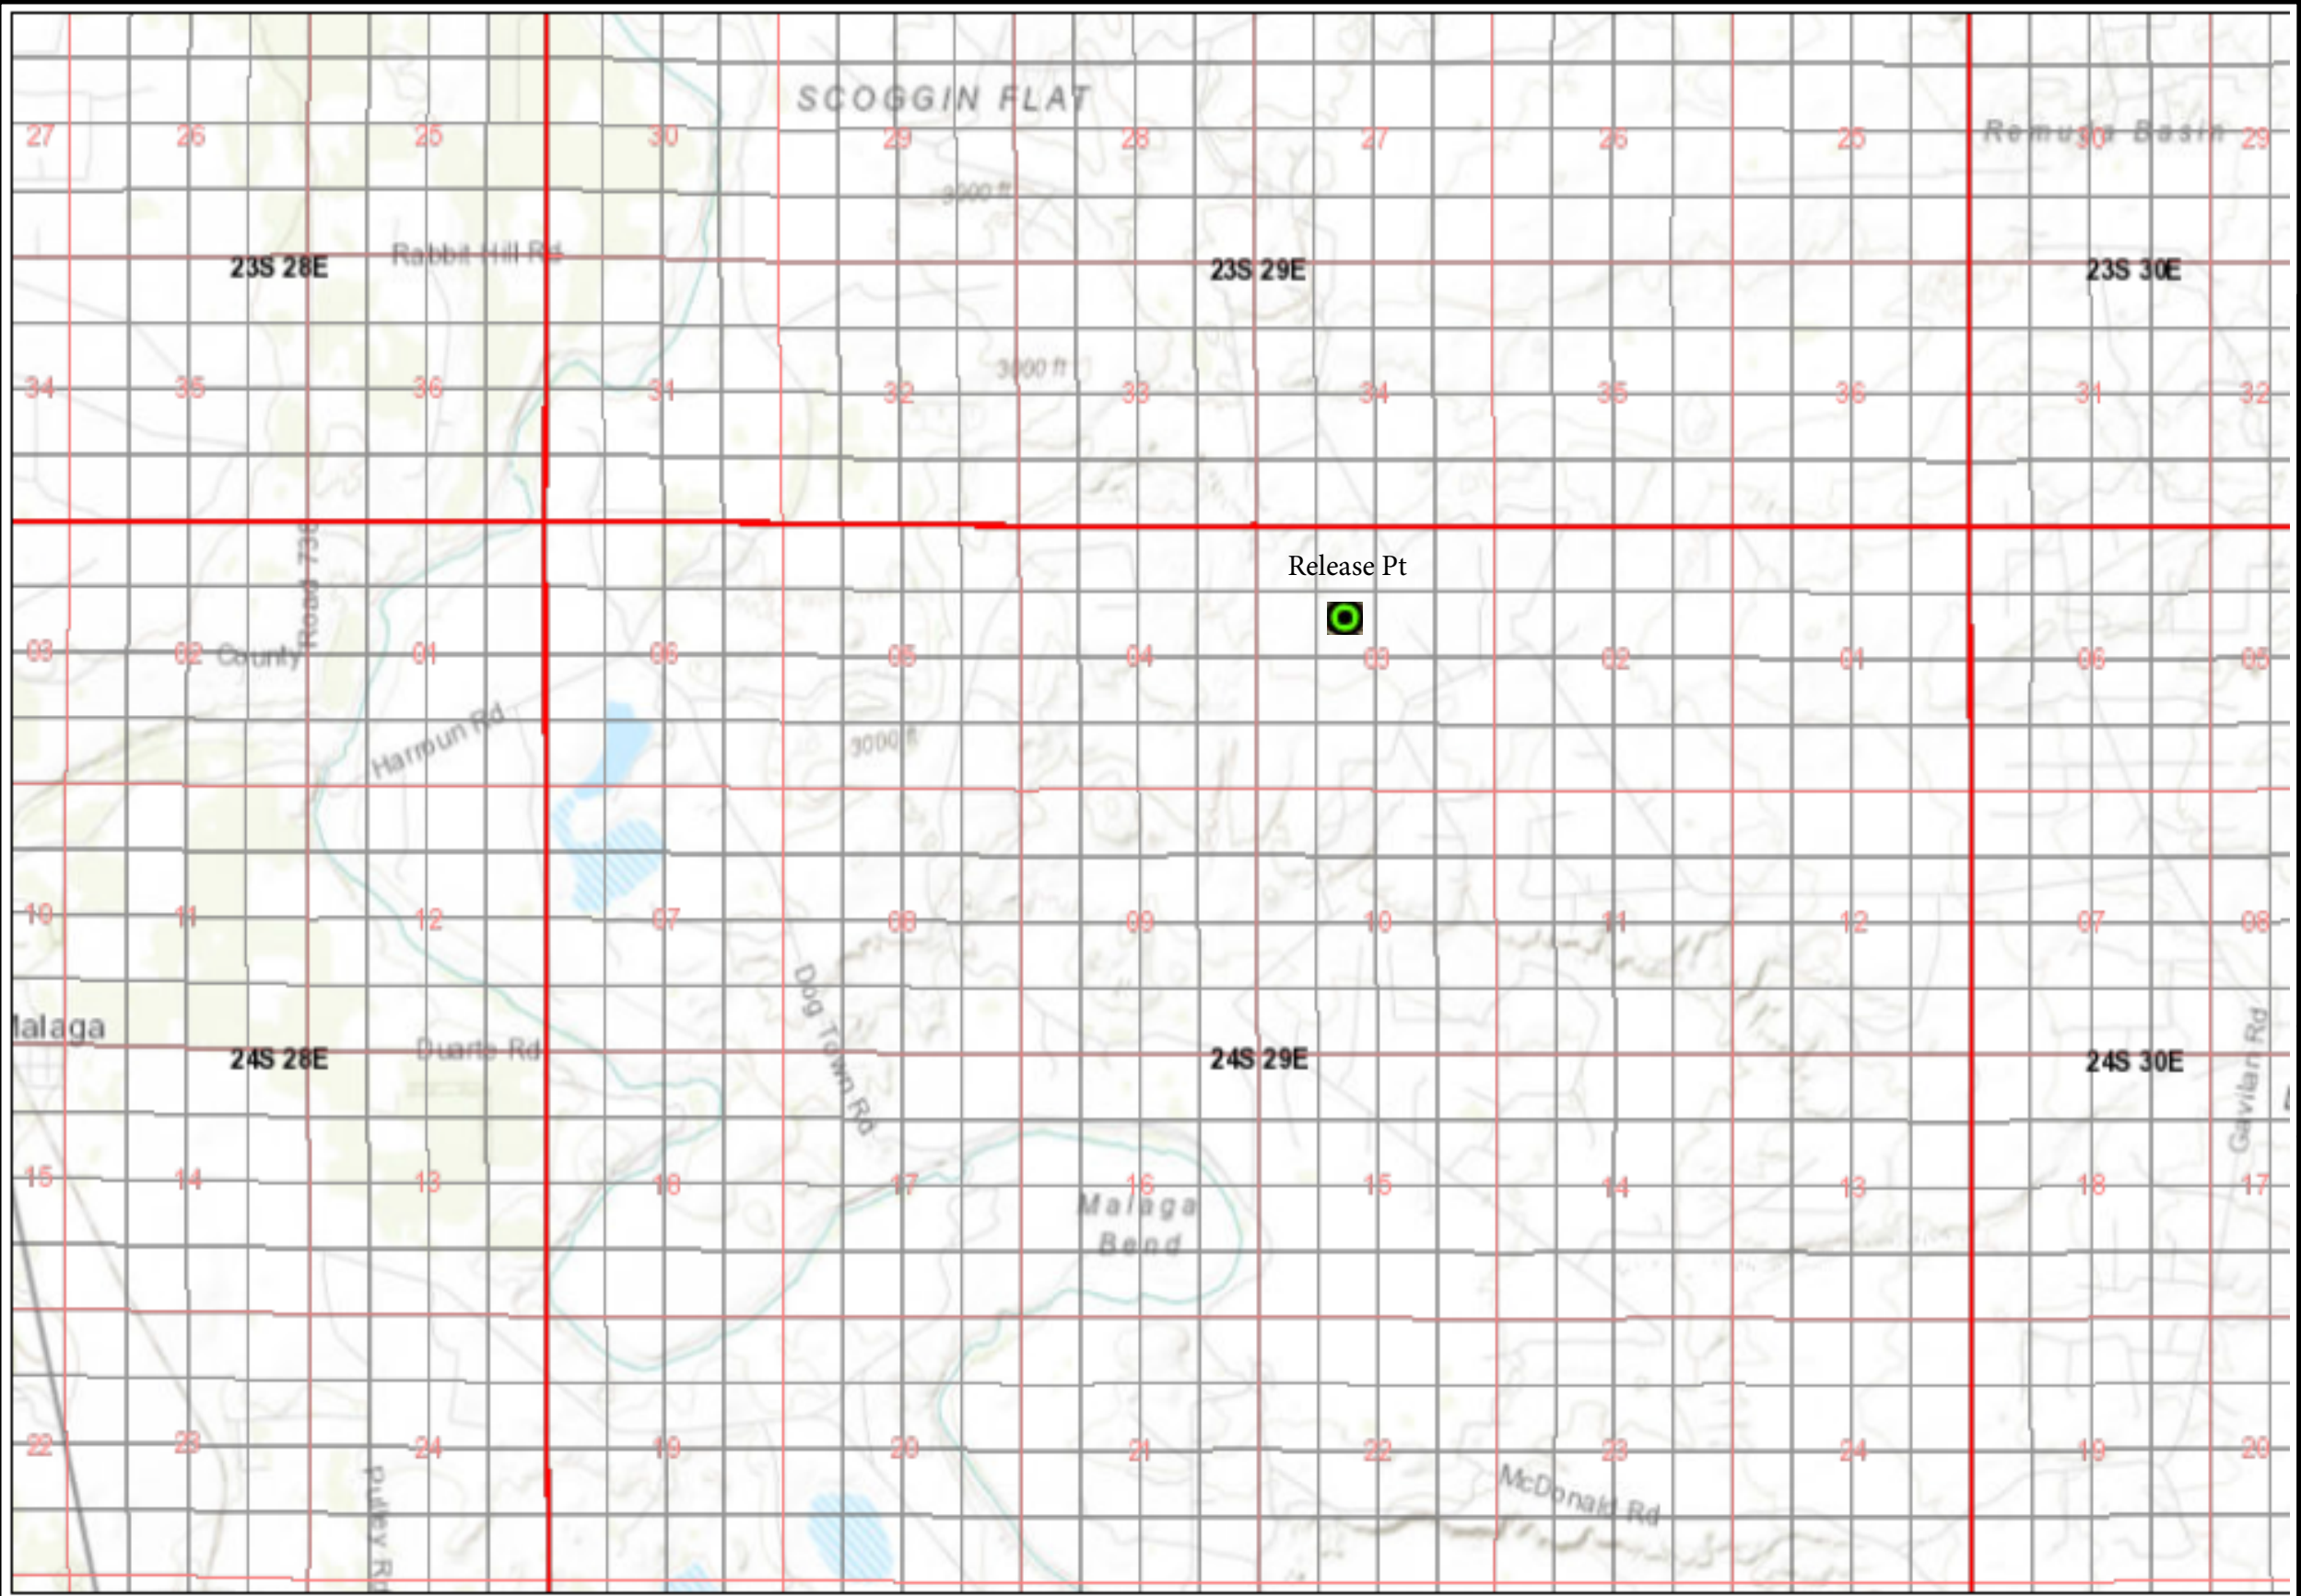 SCOGGIN FLAT
27 26 25 30 29 28 27 26 25 Remuda Basin 30 29
3000 ft
Rabbit Hill Rd
23S 28E 23S 29E 23S 30E
3000 ft
34 35 36 31 32 33 34 35 36 31 32
Release Pt
County Road 738
03 02 01 06 05 04 03 02 01 06 05
Harroun Rd
3000 ft
10 11 12 07 08 09 10 11 12 07 08
Dog Town Rd
Malaga
Duarte Rd
24S 28E 24S 29E 24S 30E
Gavilan Rd
15 14 13 18 17 16 15 14 13 18 17
Malaga
Bend
22 23 24 19 20 21 22 23 24 19 20
Pulley Rd
McDonald Rd